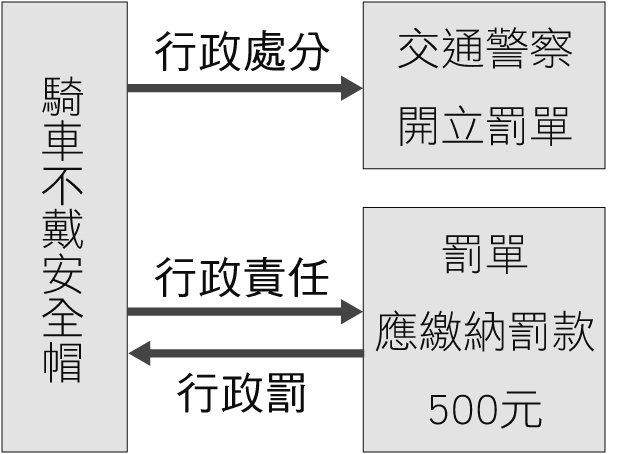 騎車不戴安全帽
行政處分
交通警察
開立罰單
行政責任
行政罰
罰單
應繳納罰款
500元